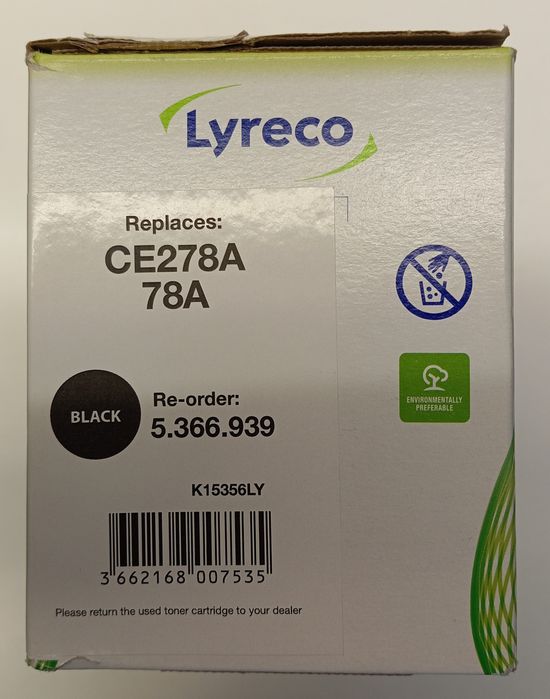 Lyreco
Replaces:
CE278A
78A
BLACK
Re-order:
5.366.939
ENVIRONMENTALLY
PREFERABLE
K15356LY
3 662168 007535
Please return the used toner cartridge to your dealer